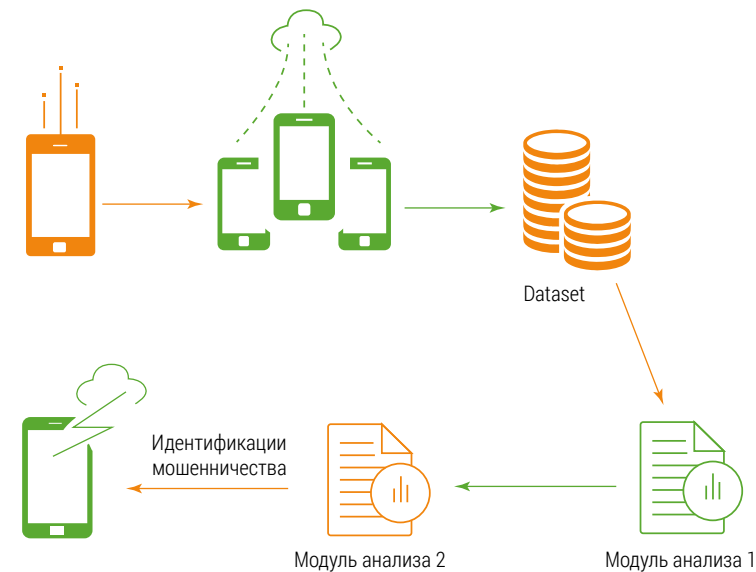 Dataset
Идентификации
мошенничества
Модуль анализа 2
Модуль анализа 1